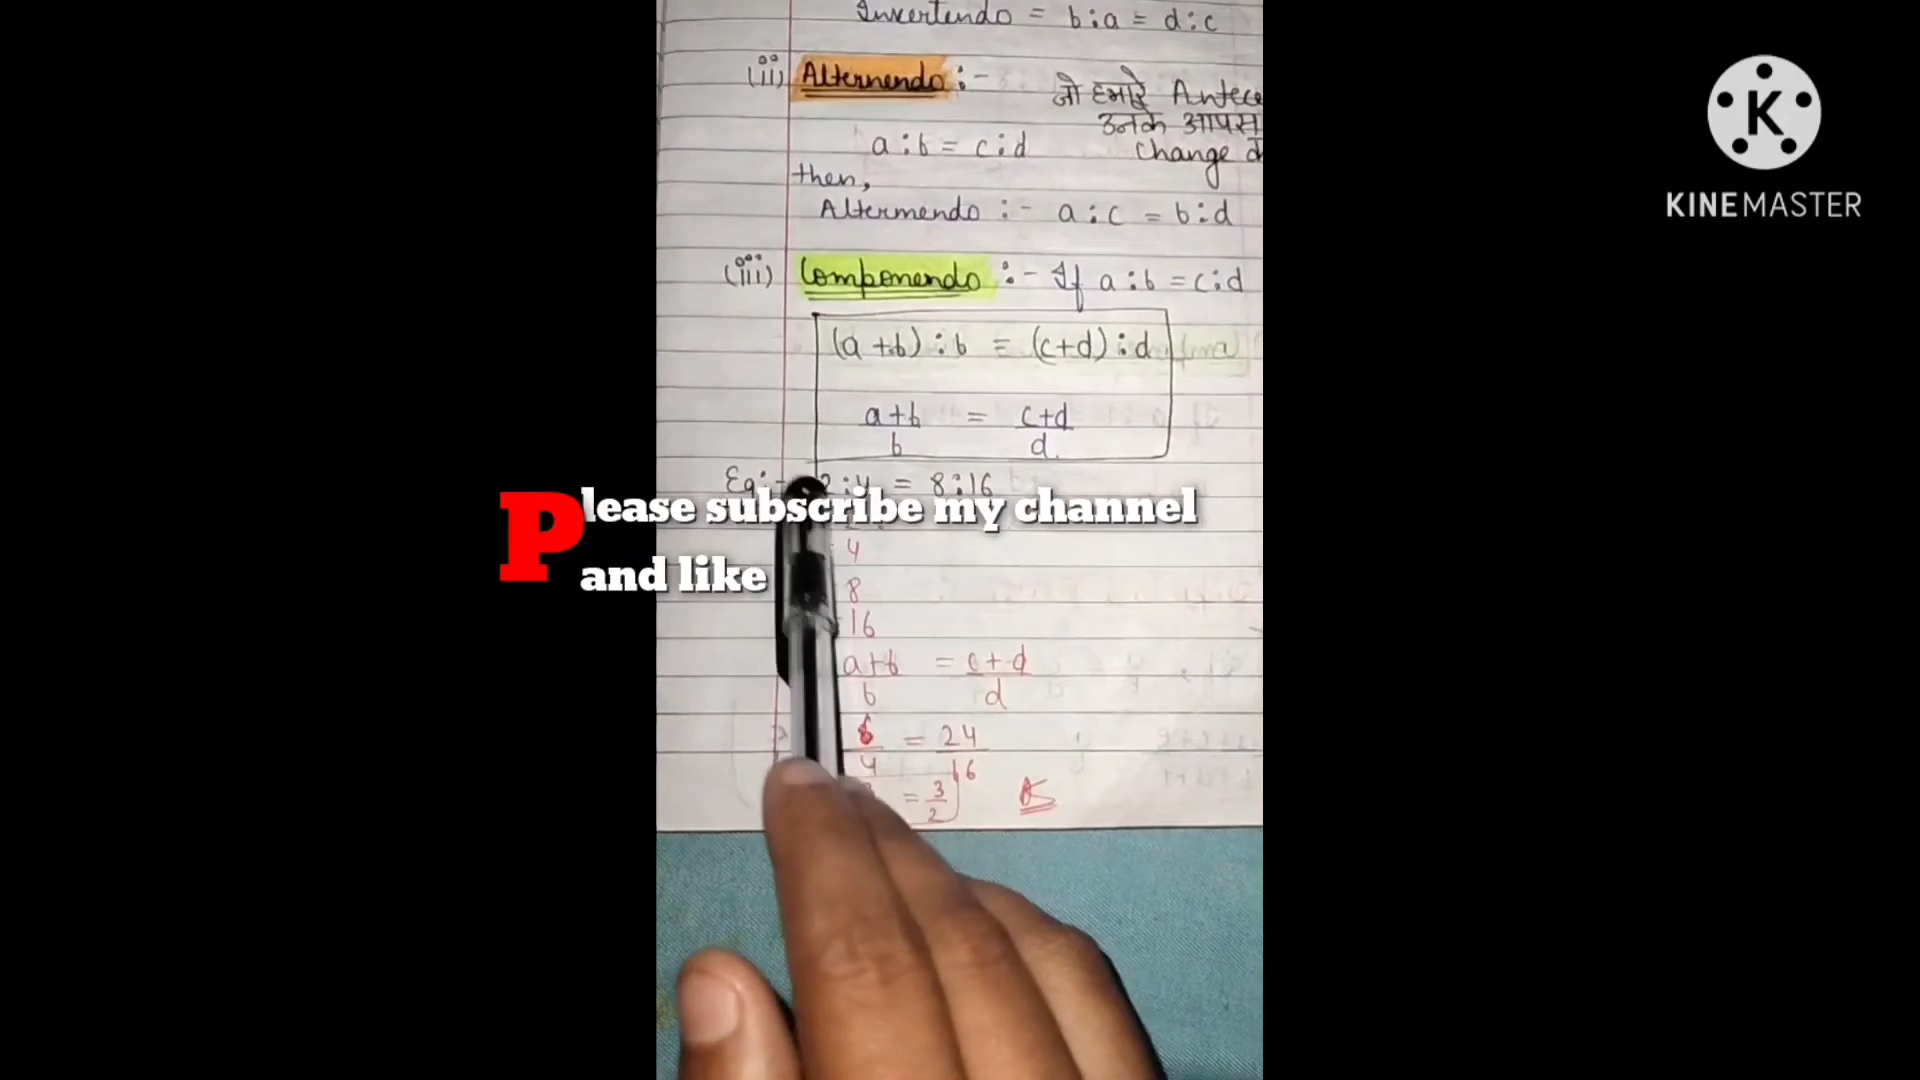 Invertendo = b:a = d:c
(ii) Alternendo :-
जो हमारे Antece
उनके आपस
a:b = c:d
Change
then,
Altermendo :- a:c = b:d
(iii) Componendo :- If a:b = c:d
(a+b):b = (c+d):d
a+b = c+d
b d.
Eg:- 2:4 = 8:16
Please subscribe my channel
and like
4
8
16
a+b = c+d
b d
6 = 24
4 16
= 3
2
K
KINEMASTER